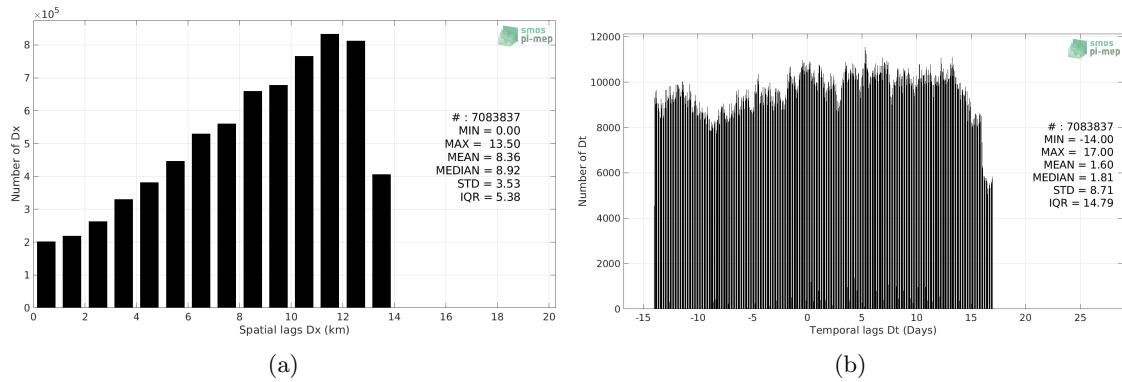 ×10⁵
8
7
6
5
4
3
2
1
0
Number of Dx
smos
pi-mep
# : 7083837
MIN = 0.00
MAX = 13.50
MEAN = 8.36
MEDIAN = 8.92
STD = 3.53
IQR = 5.38
0 2 4 6 8 10 12 14 16 18 20
Spatial lags Dx (km)
(a)
12000
10000
8000
6000
4000
2000
0
Number of Dt
smos
pi-mep
# : 7083837
MIN = -14.00
MAX = 17.00
MEAN = 1.60
MEDIAN = 1.81
STD = 8.71
IQR = 14.79
-15 -10 -5 0 5 10 15 20 25
Temporal lags Dt (Days)
(b)